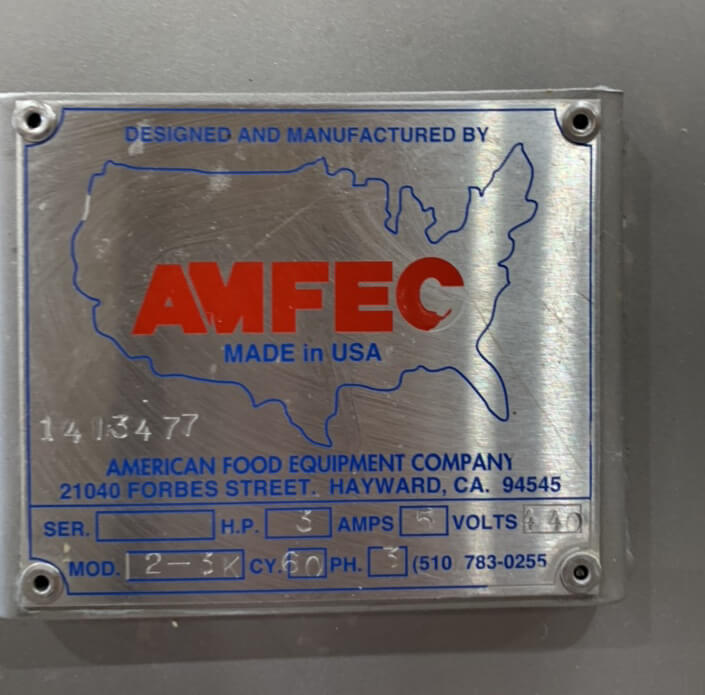 DESIGNED AND MANUFACTURED BY
AMFEC
MADE in USA
1413477
AMERICAN FOOD EQUIPMENT COMPANY
21040 FORBES STREET. HAYWARD, CA. 94545
SER. H.P. 3 AMPS 5 VOLTS 440
MOD. 12-3K CY. 60 PH. 3 (510 783-0255